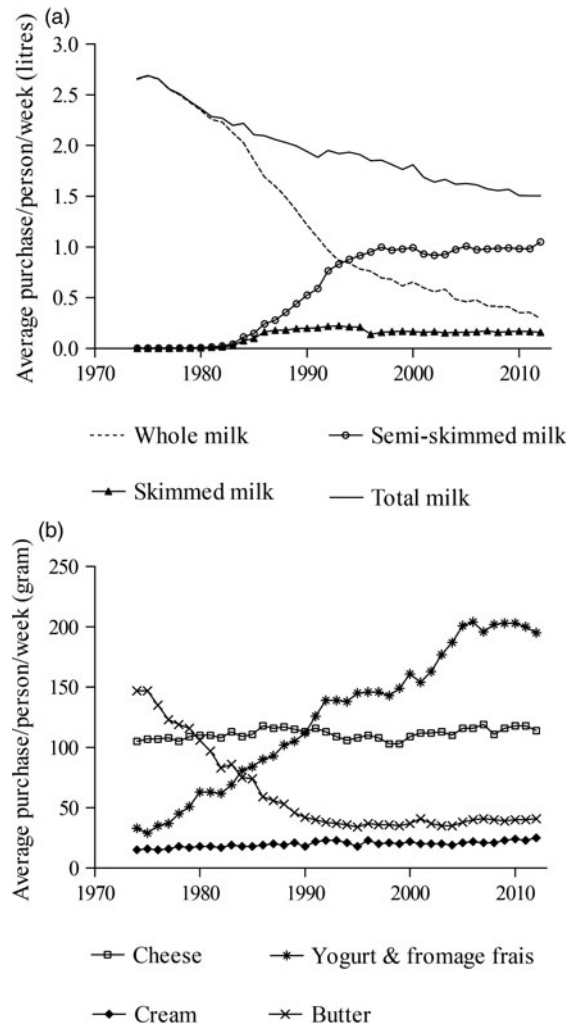 (a)
Average purchase/person/week (litres)
3.0
2.5
2.0
1.5
1.0
0.5
0.0
1970 1980 1990 2000 2010
Whole milk Semi-skimmed milk
Skimmed milk Total milk
(b)
Average purchase/person/week (gram)
250
200
150
100
50
0
1970 1980 1990 2000 2010
Cheese Yogurt & fromage frais
Cream Butter